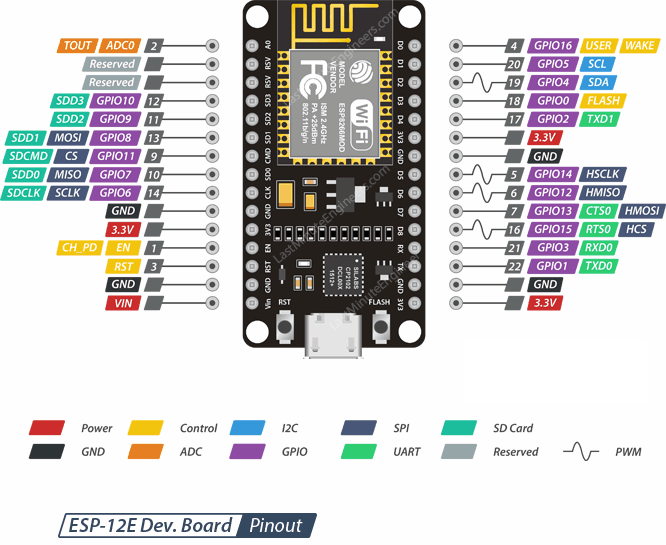 TOUT ADC0 2
Reserved
Reserved
SDD3 GPIO10 12
SDD2 GPIO9 11
SDD1 MOSI GPIO8 13
SDCMD CS GPIO11 9
SDD0 MISO GPIO7 10
SDCLK SCLK GPIO6 14
GND
3.3V
CH_PD EN 1
RST 3
GND
VIN
A0
RSV
RSV
SD3
SD2
SD1
CMD
SD0
CLK
GND
3V3
EN
RST
GND
Vin
MODEL
VENDOR
ESP8266MOD
FC
WiFi
ISM 2.4GHz
PA +25dBm
802.11b/g/n
SILABS
CP2102
DCL00X
1512+
RST
FLASH
LastMinuteEngineers.com
LastMinuteEngineers.com
D0
D1
D2
D3
D4
3V3
GND
D5
D6
D7
D8
RX
TX
GND
3V3
4 GPIO16 USER WAKE
20 GPIO5 SCL
19 GPIO4 SDA
18 GPIO0 FLASH
17 GPIO2 TXD1
3.3V
GND
5 GPIO14 HSCLK
6 GPIO12 HMISO
7 GPIO13 CTS0 HMOSI
16 GPIO15 RTS0 HCS
21 GPIO3 RXD0
22 GPIO1 TXD0
GND
3.3V
Power Control I2C SPI SD Card
GND ADC GPIO UART Reserved PWM
ESP-12E Dev. Board Pinout